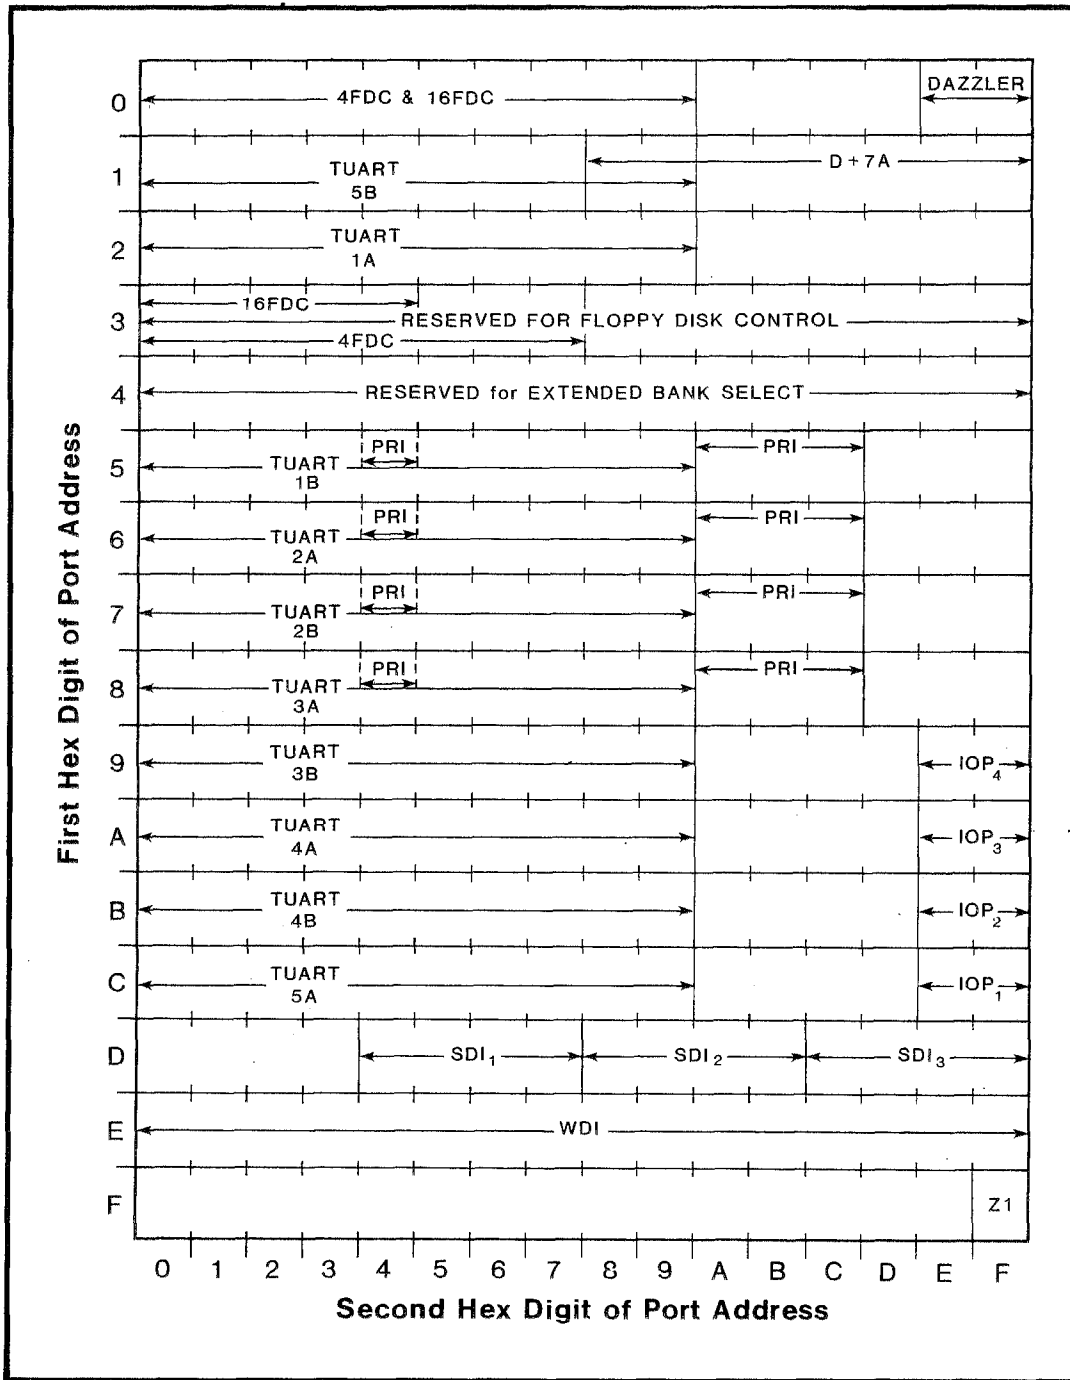 0
4FDC & 16FDC
DAZZLER
1
TUART
5B
D+7A
2
TUART
1A
16FDC
3
RESERVED FOR FLOPPY DISK CONTROL
4FDC
4
RESERVED for EXTENDED BANK SELECT
5
TUART
1B
PRI
PRI
6
TUART
2A
PRI
PRI
7
TUART
2B
PRI
PRI
8
TUART
3A
PRI
PRI
9
TUART
3B
IOP4
A
TUART
4A
IOP3
B
TUART
4B
IOP2
C
TUART
5A
IOP1
D
SDI1
SDI2
SDI3
E
WDI
F
Z1
0 1 2 3 4 5 6 7 8 9 A B C D E F
Second Hex Digit of Port Address
First Hex Digit of Port Address